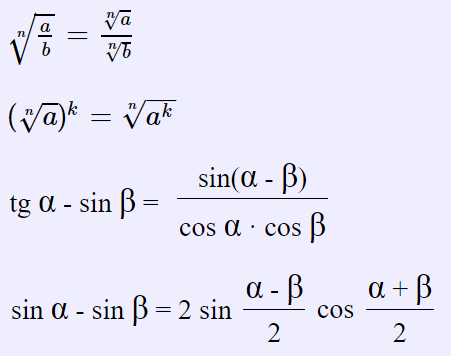 ⁿ√(a/b) = ⁿ√a / ⁿ√b
(ⁿ√a)ᵏ = ⁿ√aᵏ
tg α - sin β = sin(α - β) / cos α · cos β
sin α - sin β = 2 sin (α - β)/2 cos (α + β)/2